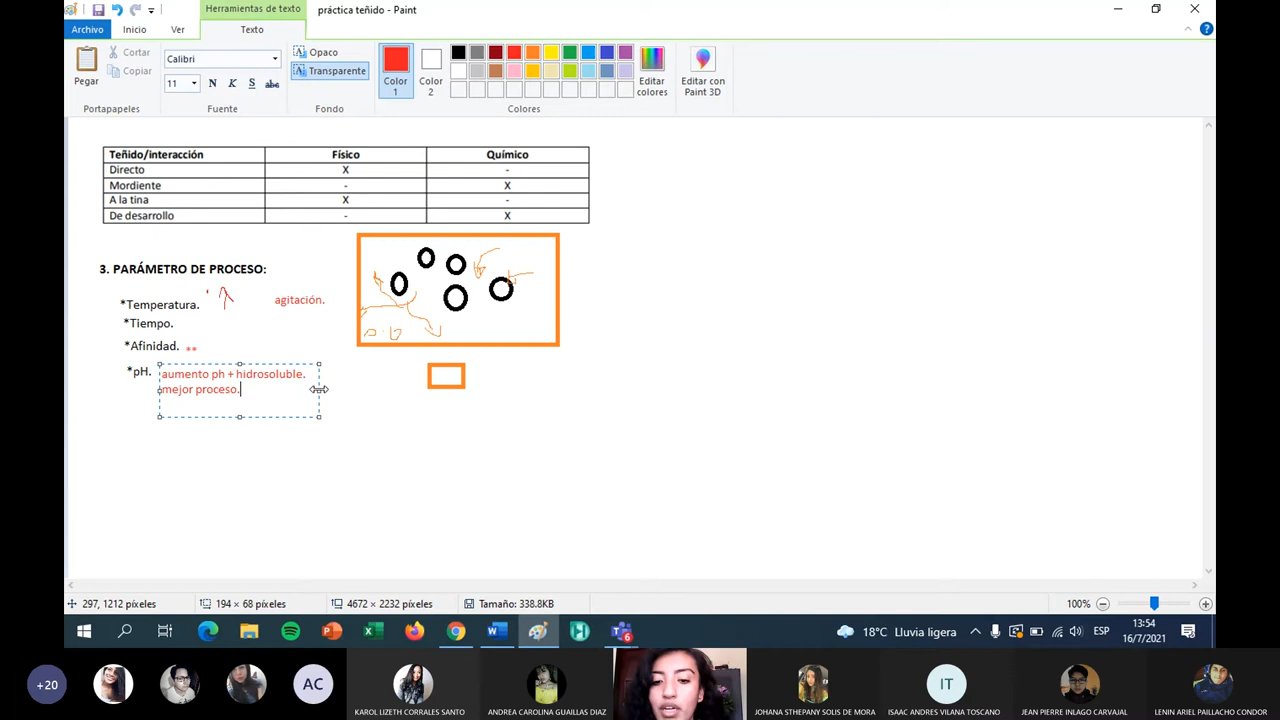 Herramientas de texto
práctica teñido - Paint
Archivo
Inicio
Ver
Texto
Pegar
Cortar
Copiar
Portapapeles
Calibri
11
N K S abc
Fuente
Opaco
Transparente
Fondo
Color 1
Color 2
Colores
Editar colores
Editar con Paint 3D
Teñido/interacción Físico Químico
Directo X -
Mordiente - X
A la tina X -
De desarrollo - X
3. PARÁMETRO DE PROCESO:
*Temperatura.
agitación.
*Tiempo.
*Afinidad. **
*pH. aumento ph + hidrosoluble.
mejor proceso.
297, 1212 píxeles
194 × 68 píxeles
4672 × 2232 píxeles
Tamaño: 338.8KB
100%
18°C Lluvia ligera
ESP
13:54
16/7/2021
6
+20
AC
KAROL LIZETH CORRALES SANTO
ANDREA CAROLINA GUAILLAS DIAZ
JOHANA STHEPANY SOLIS DE MORA
IT
ISAAC ANDRES VILANA TOSCANO
JEAN PIERRE INLAGO CARVAJAL
LENIN ARIEL PAILLACHO CONDOR